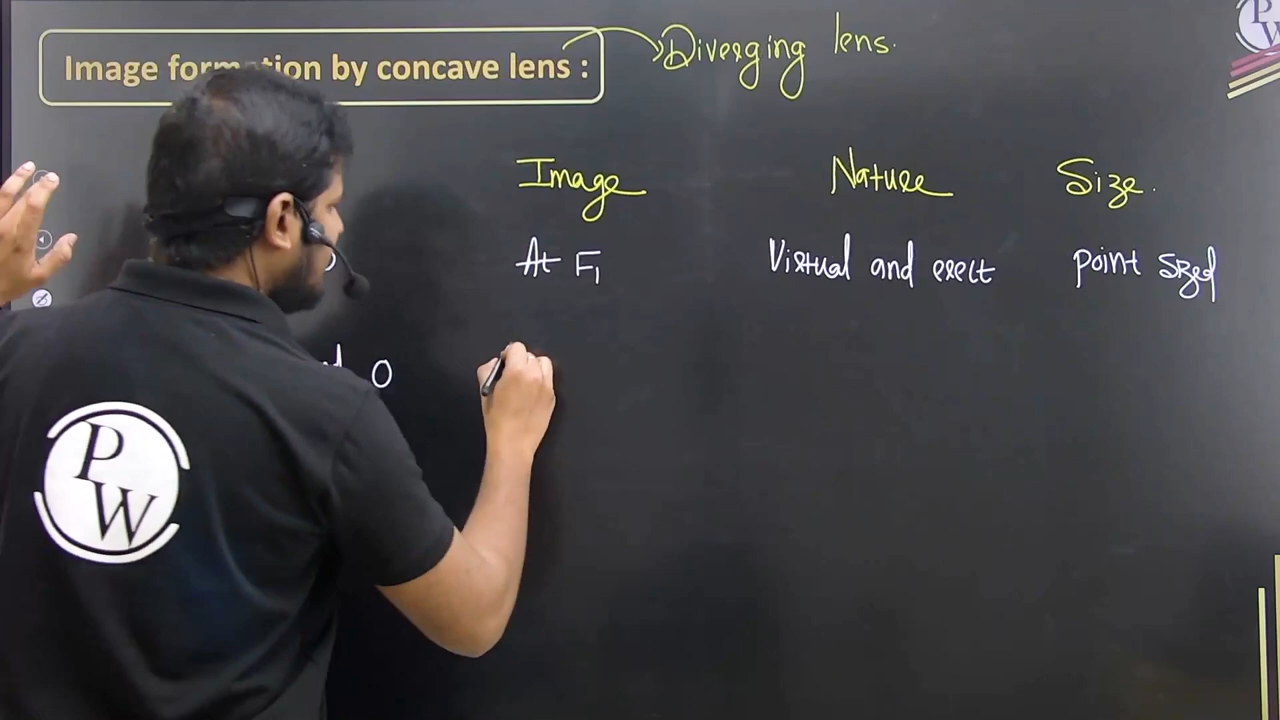 Image formation by concave lens : Diverging lens.
Image Nature Size.
At F1 Virtual and erect point sized
O
P W
P W